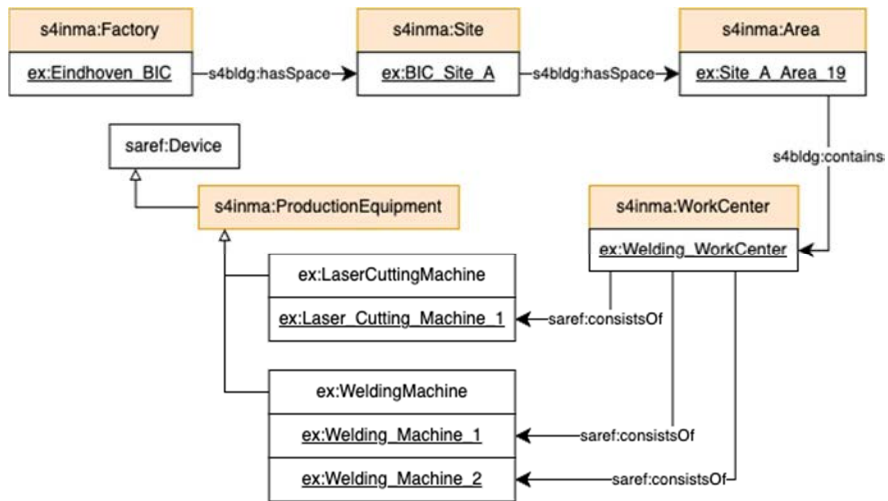 s4inma:Factory
s4inma:Site
s4inma:Area
ex:Eindhoven_BIC
s4bldg:hasSpace
ex:BIC_Site_A
s4bldg:hasSpace
ex:Site_A_Area_19
saref:Device
s4bldg:contains
s4inma:ProductionEquipment
s4inma:WorkCenter
ex:Welding_WorkCenter
ex:LaserCuttingMachine
ex:Laser_Cutting_Machine_1
saref:consistsOf
ex:WeldingMachine
ex:Welding_Machine_1
saref:consistsOf
ex:Welding_Machine_2
saref:consistsOf